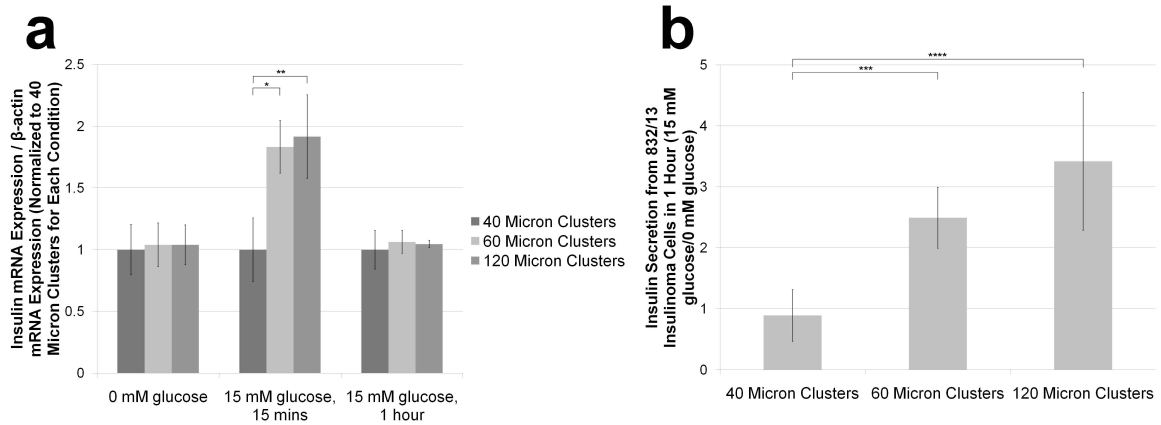 a
Insulin mRNA Expression / β-actin
mRNA Expression (Normalized to 40
Micron Clusters for Each Condition)
2.5
2
1.5
1
0.5
0
**
*
0 mM glucose
15 mM glucose,
15 mins
15 mM glucose,
1 hour
40 Micron Clusters
60 Micron Clusters
120 Micron Clusters
b
Insulin Secretion from 832/13
Insulinoma Cells in 1 Hour (15 mM
glucose/0 mM glucose)
5
4
3
2
1
0
****
***
40 Micron Clusters
60 Micron Clusters
120 Micron Clusters